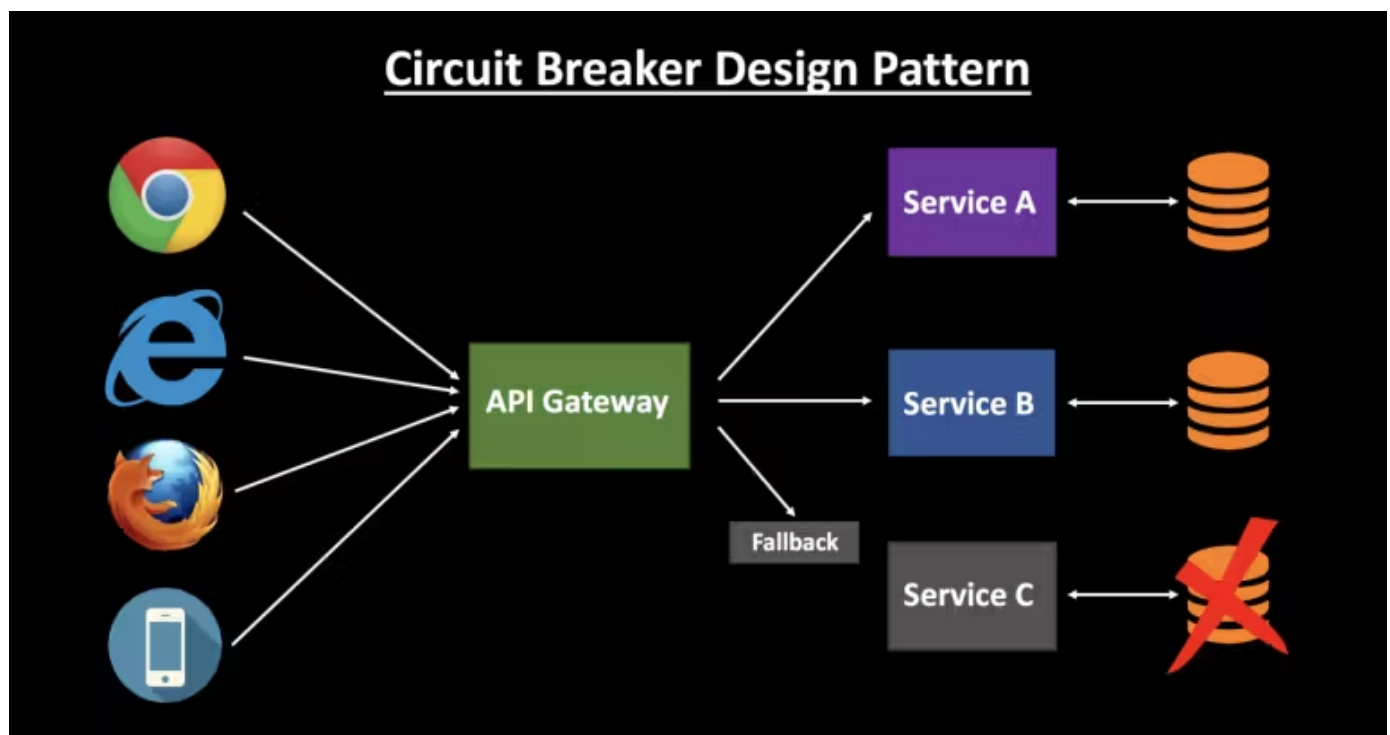 Circuit Breaker Design Pattern
Service A
API Gateway
Service B
Fallback
Service C